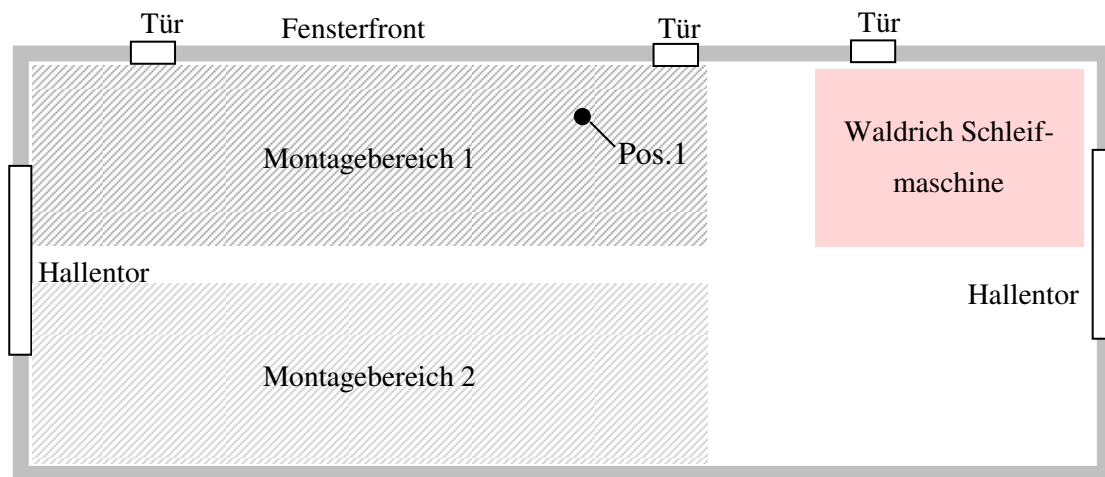 Tür
Fensterfront
Tür
Tür
Montagebereich 1
Pos.1
Waldrich Schleif-
maschine
Hallentor
Hallentor
Montagebereich 2